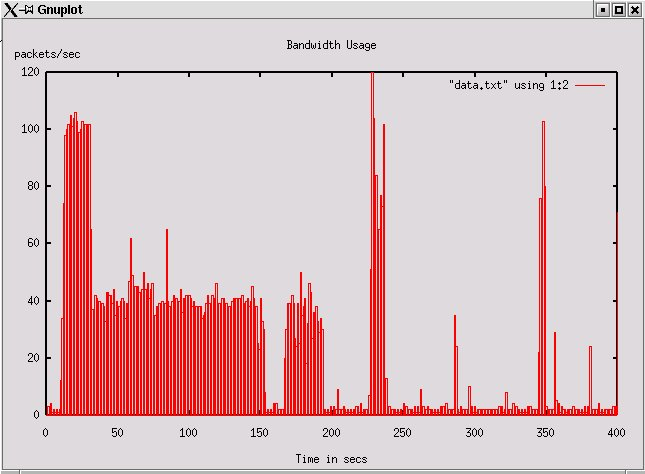 Gnuplot
Bandwidth Usage
packets/sec
"data.txt" using 1:2
120
100
80
60
40
20
0
0 50 100 150 200 250 300 350 400
Time in secs